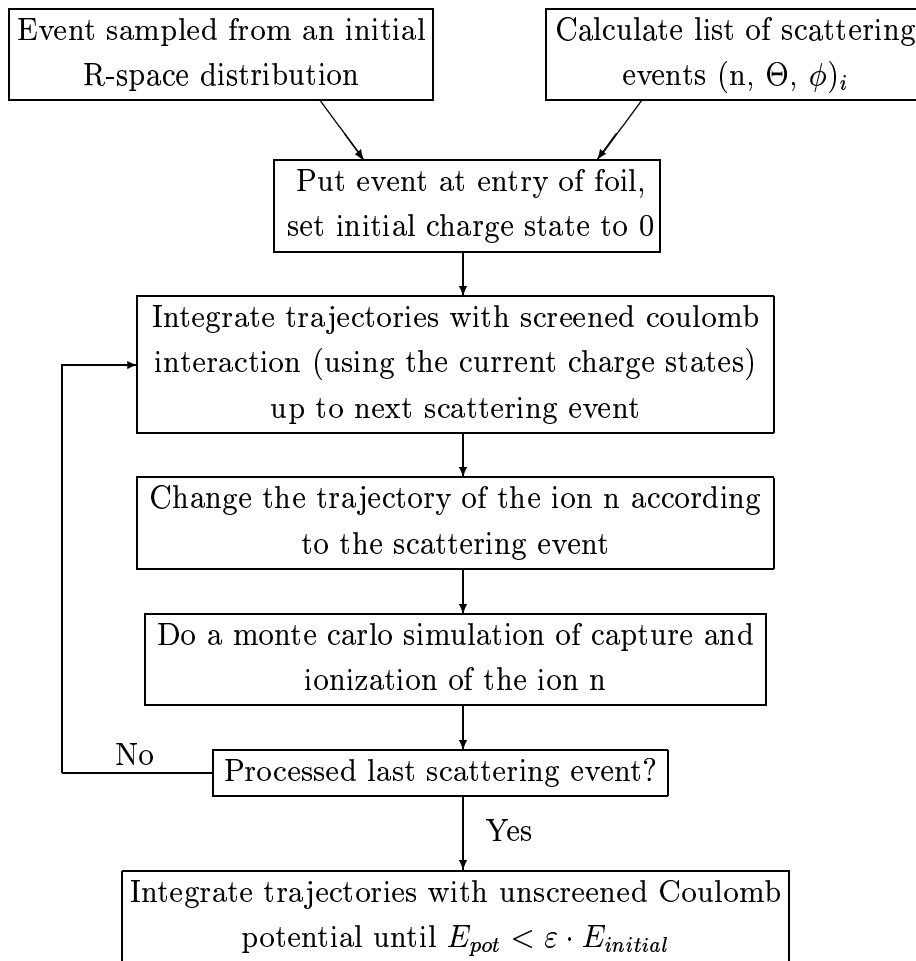 Event sampled from an initial
R-space distribution
Calculate list of scattering
events (n, Θ, ϕ)ᵢ
Put event at entry of foil,
set initial charge state to 0
Integrate trajectories with screened coulomb
interaction (using the current charge states)
up to next scattering event
Change the trajectory of the ion n according
to the scattering event
Do a monte carlo simulation of capture and
ionization of the ion n
No
Processed last scattering event?
Yes
Integrate trajectories with unscreened Coulomb
potential until E_pot < ε · E_initial